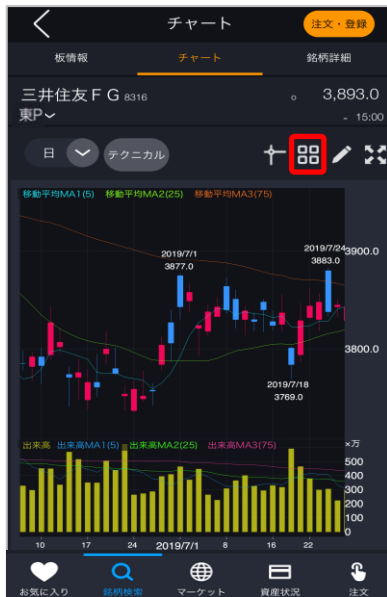 チャート
注文・登録
板情報 チャート 銘柄詳細
三井住友FG 8316 o 3,893.0
東P - 15:00
日 テクニカル
移動平均MA1(5) 移動平均MA2(25) 移動平均MA3(75)
2019/7/1
3877.0
2019/7/24
3883.0
3900.0
3800.0
2019/7/18
3769.0
出来高 出来高MA1(5) 出来高MA2(25) 出来高MA3(75) ×万
500
400
300
200
100
0
10 17 24 2019/7/1 8 16 22
お気に入り 銘柄検索 マーケット 資産状況 注文